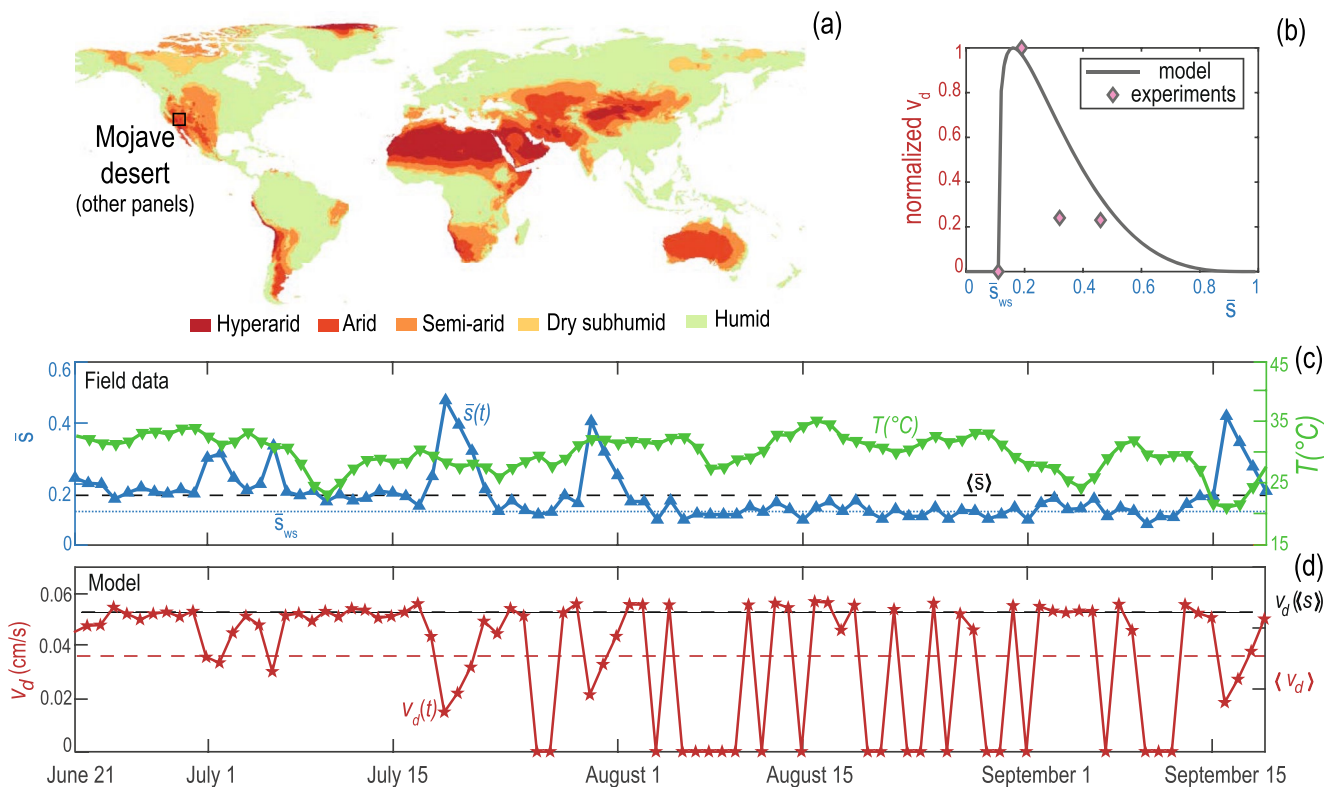 (a)
Mojave
desert
(other panels)
Hyperarid Arid Semi-arid Dry subhumid Humid
(b)
normalized v_d
1
0.8
0.6
0.4
0.2
0
model
experiments
0 s̄_ws 0.2 0.4 0.6 0.8 1
s̄
(c)
Field data
s̄
0.6
0.4
0.2
0
s̄(t)
T(°C)
⟨s̄⟩
s̄_ws
45
35
25
20
15
T(°C)
(d)
Model
v_d (cm/s)
0.06
0.04
0.02
0
v_d(t)
v_d(⟨s⟩)
⟨v_d⟩
June 21 July 1 July 15 August 1 August 15 September 1 September 15